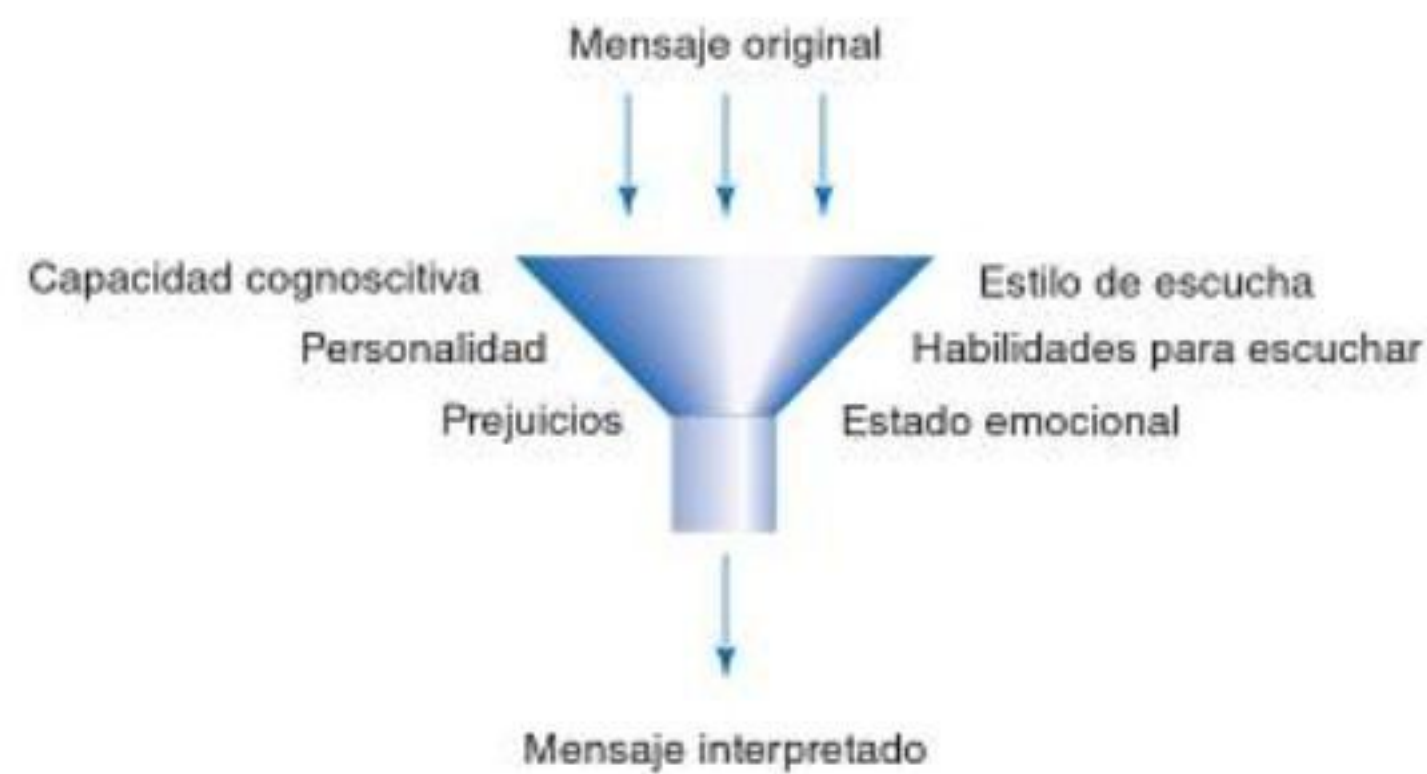 Mensaje original
Capacidad cognoscitiva
Estilo de escucha
Personalidad
Habilidades para escuchar
Prejuicios
Estado emocional
Mensaje interpretado